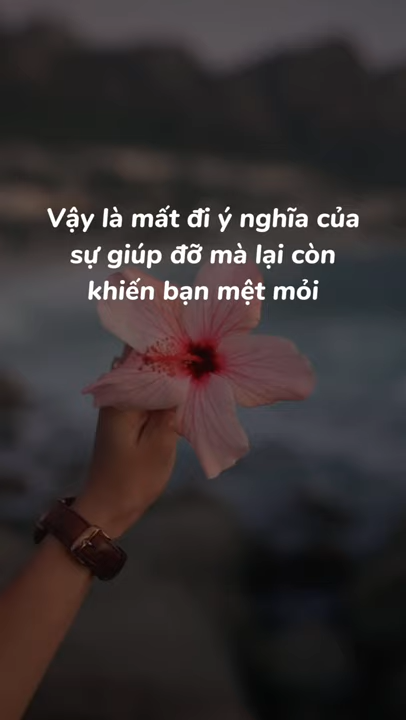 Vậy là mất đi ý nghĩa của
sự giúp đỡ mà lại còn
khiến bạn mệt mỏi